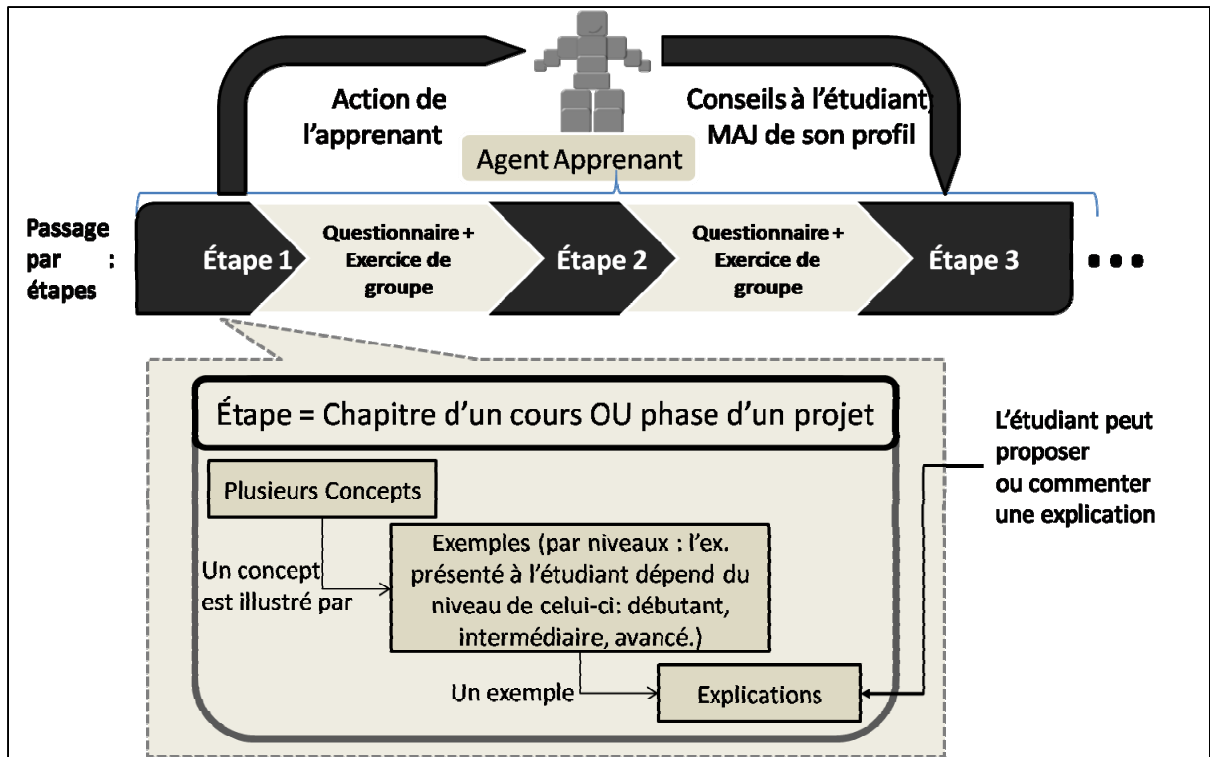 Action de
l’apprenant
Conseils à l’étudiant,
MAJ de son profil
Agent Apprenant
Passage
par :
étapes
Étape 1
Questionnaire +
Exercice de
groupe
Étape 2
Questionnaire +
Exercice de
groupe
Étape 3
...
Étape = Chapitre d’un cours OU phase d’un projet
Plusieurs Concepts
Un concept
est illustré par
Exemples (par niveaux : l’ex.
présenté à l’étudiant dépend du
niveau de celui-ci: débutant,
intermédiaire, avancé.)
Un exemple
Explications
L’étudiant peut
proposer
ou commenter
une explication